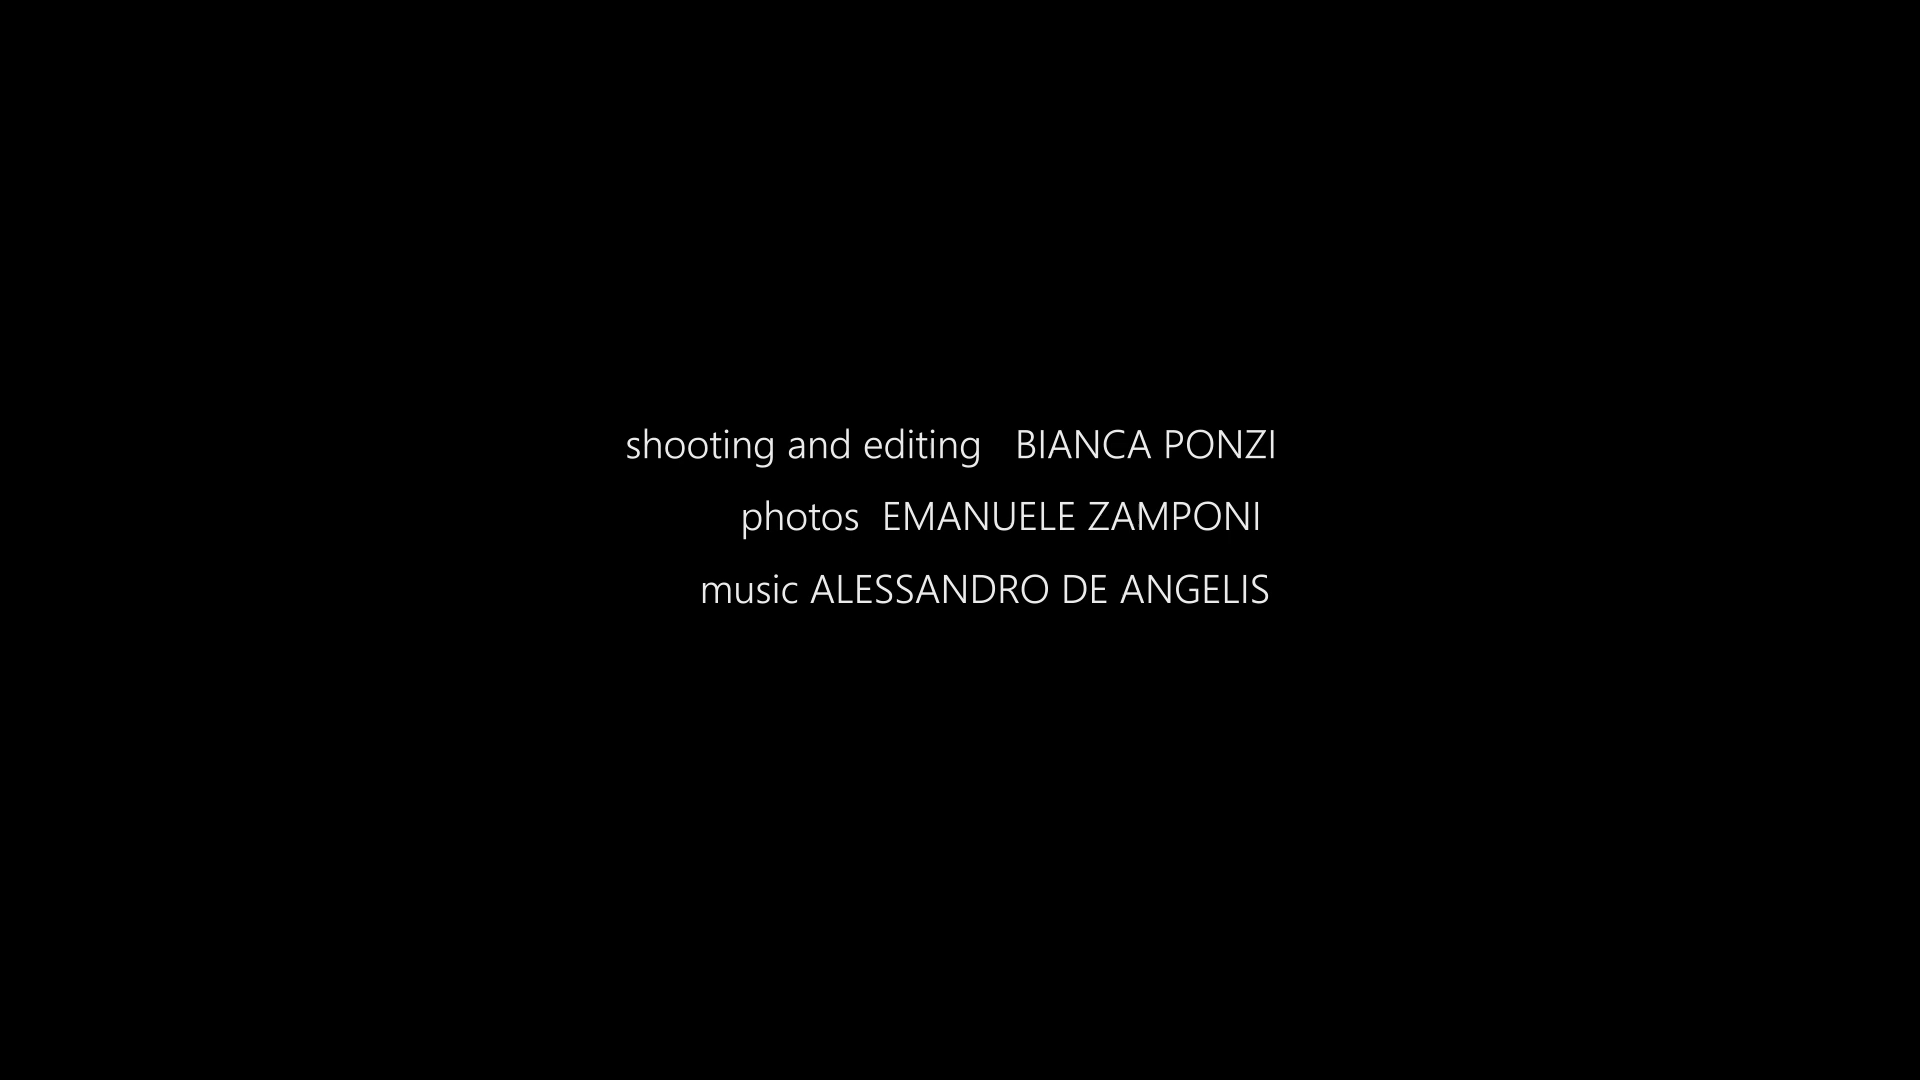 shooting and editing   BIANCA PONZI
photos  EMANUELE ZAMPONI
music ALESSANDRO DE ANGELIS